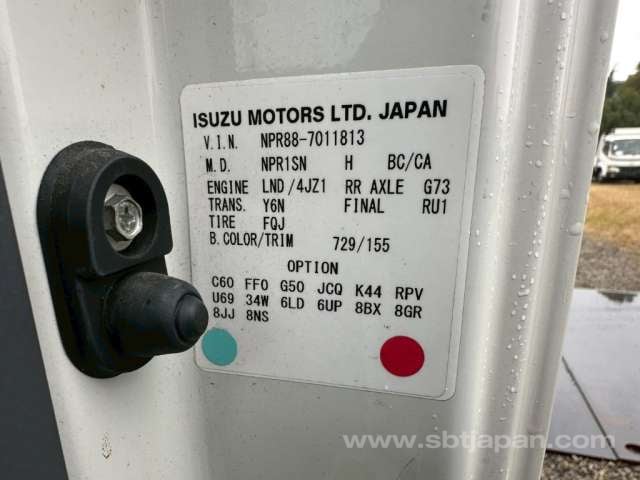 ISUZU MOTORS LTD. JAPAN
V.I.N. NPR88-7011813
M.D. NPR1SN H BC/CA
ENGINE LND/4JZ1 RR AXLE G73
TRANS. Y6N FINAL RU1
TIRE FQJ
B.COLOR/TRIM 729/155
OPTION
C60 FF0 G50 JCQ K44 RPV
U69 34W 6LD 6UP 8BX 8GR
8JJ 8NS
www.sbtjapan.com